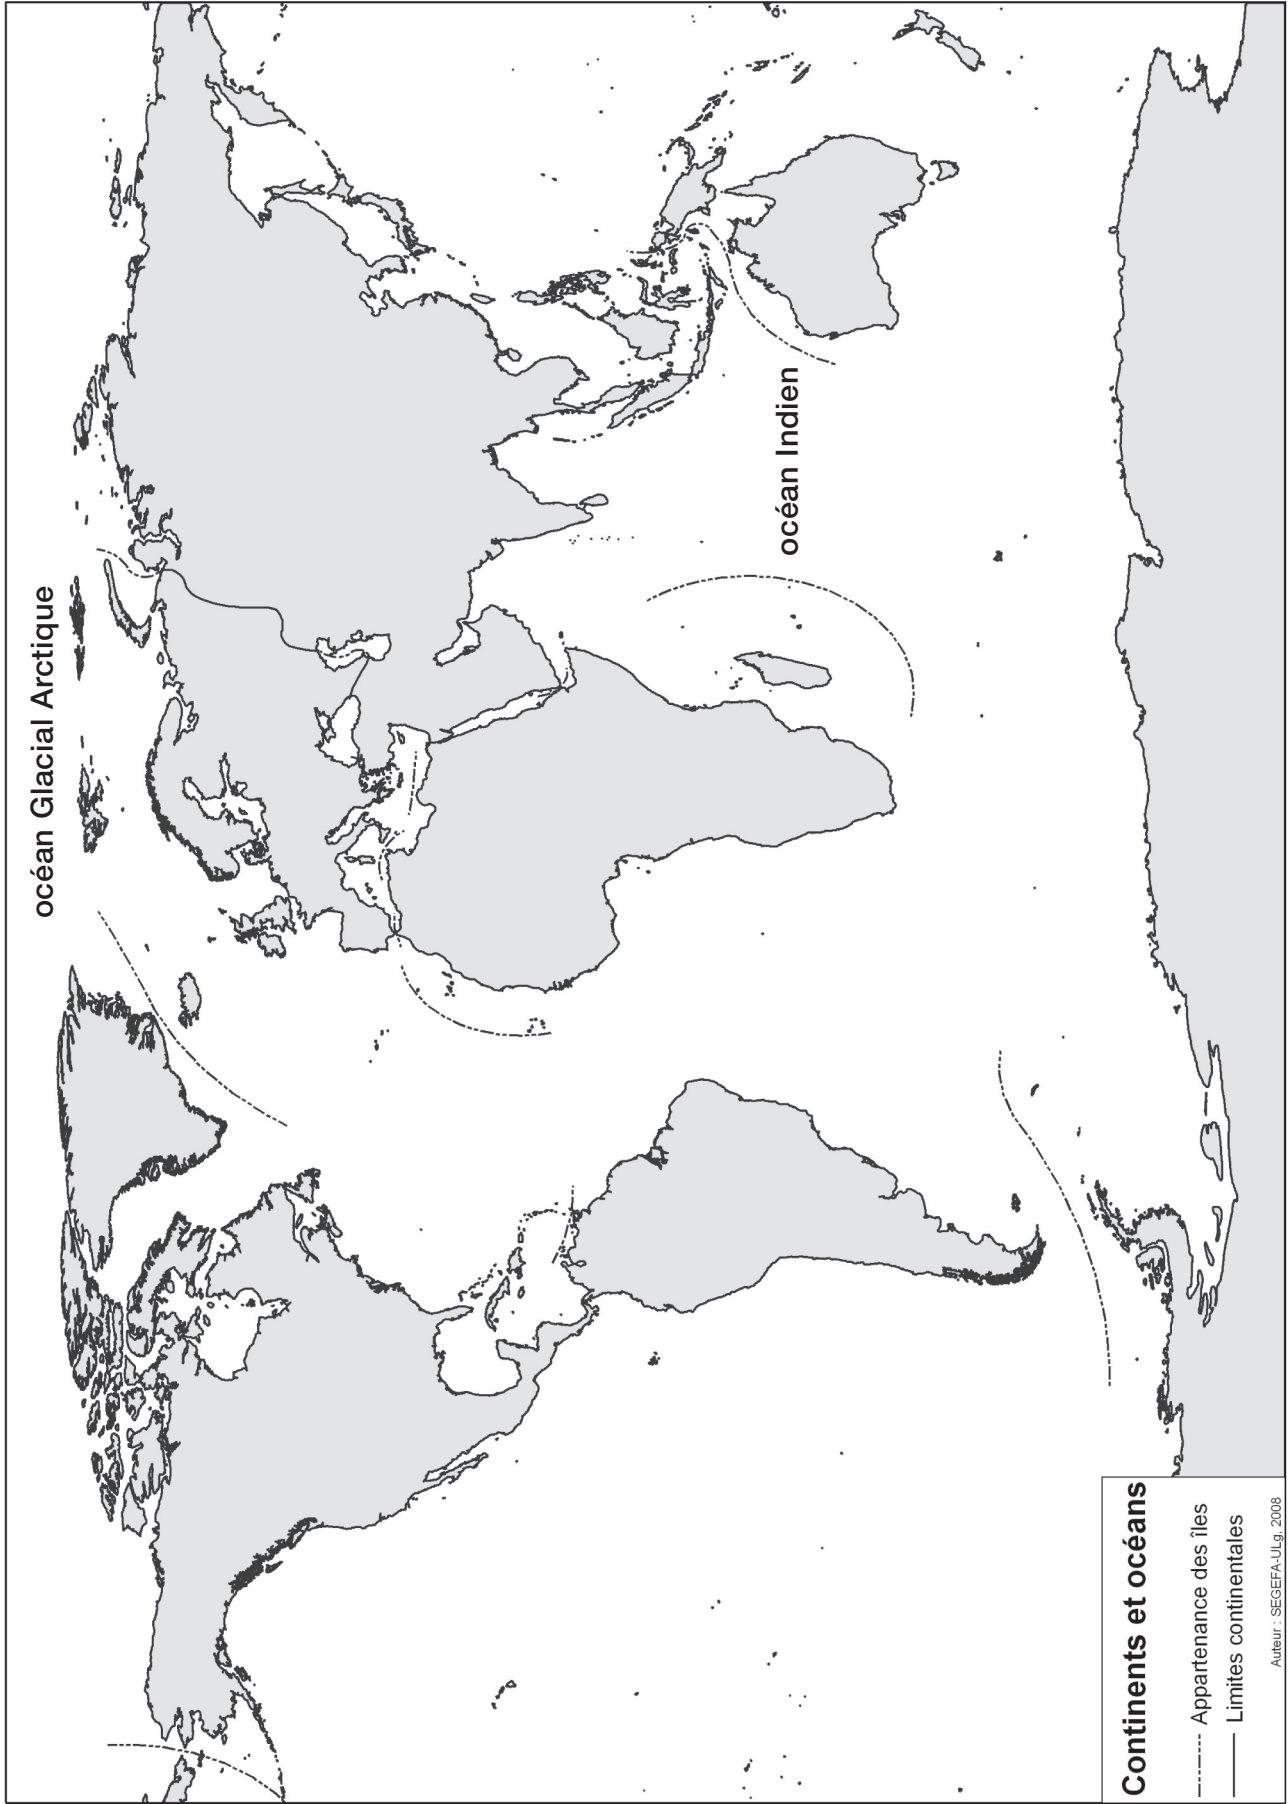 océan Glacial Arctique
océan Indien
Continents et océans
Appartenance des îles
Limites continentales
Auteur : SEGEFA-ULg, 2008